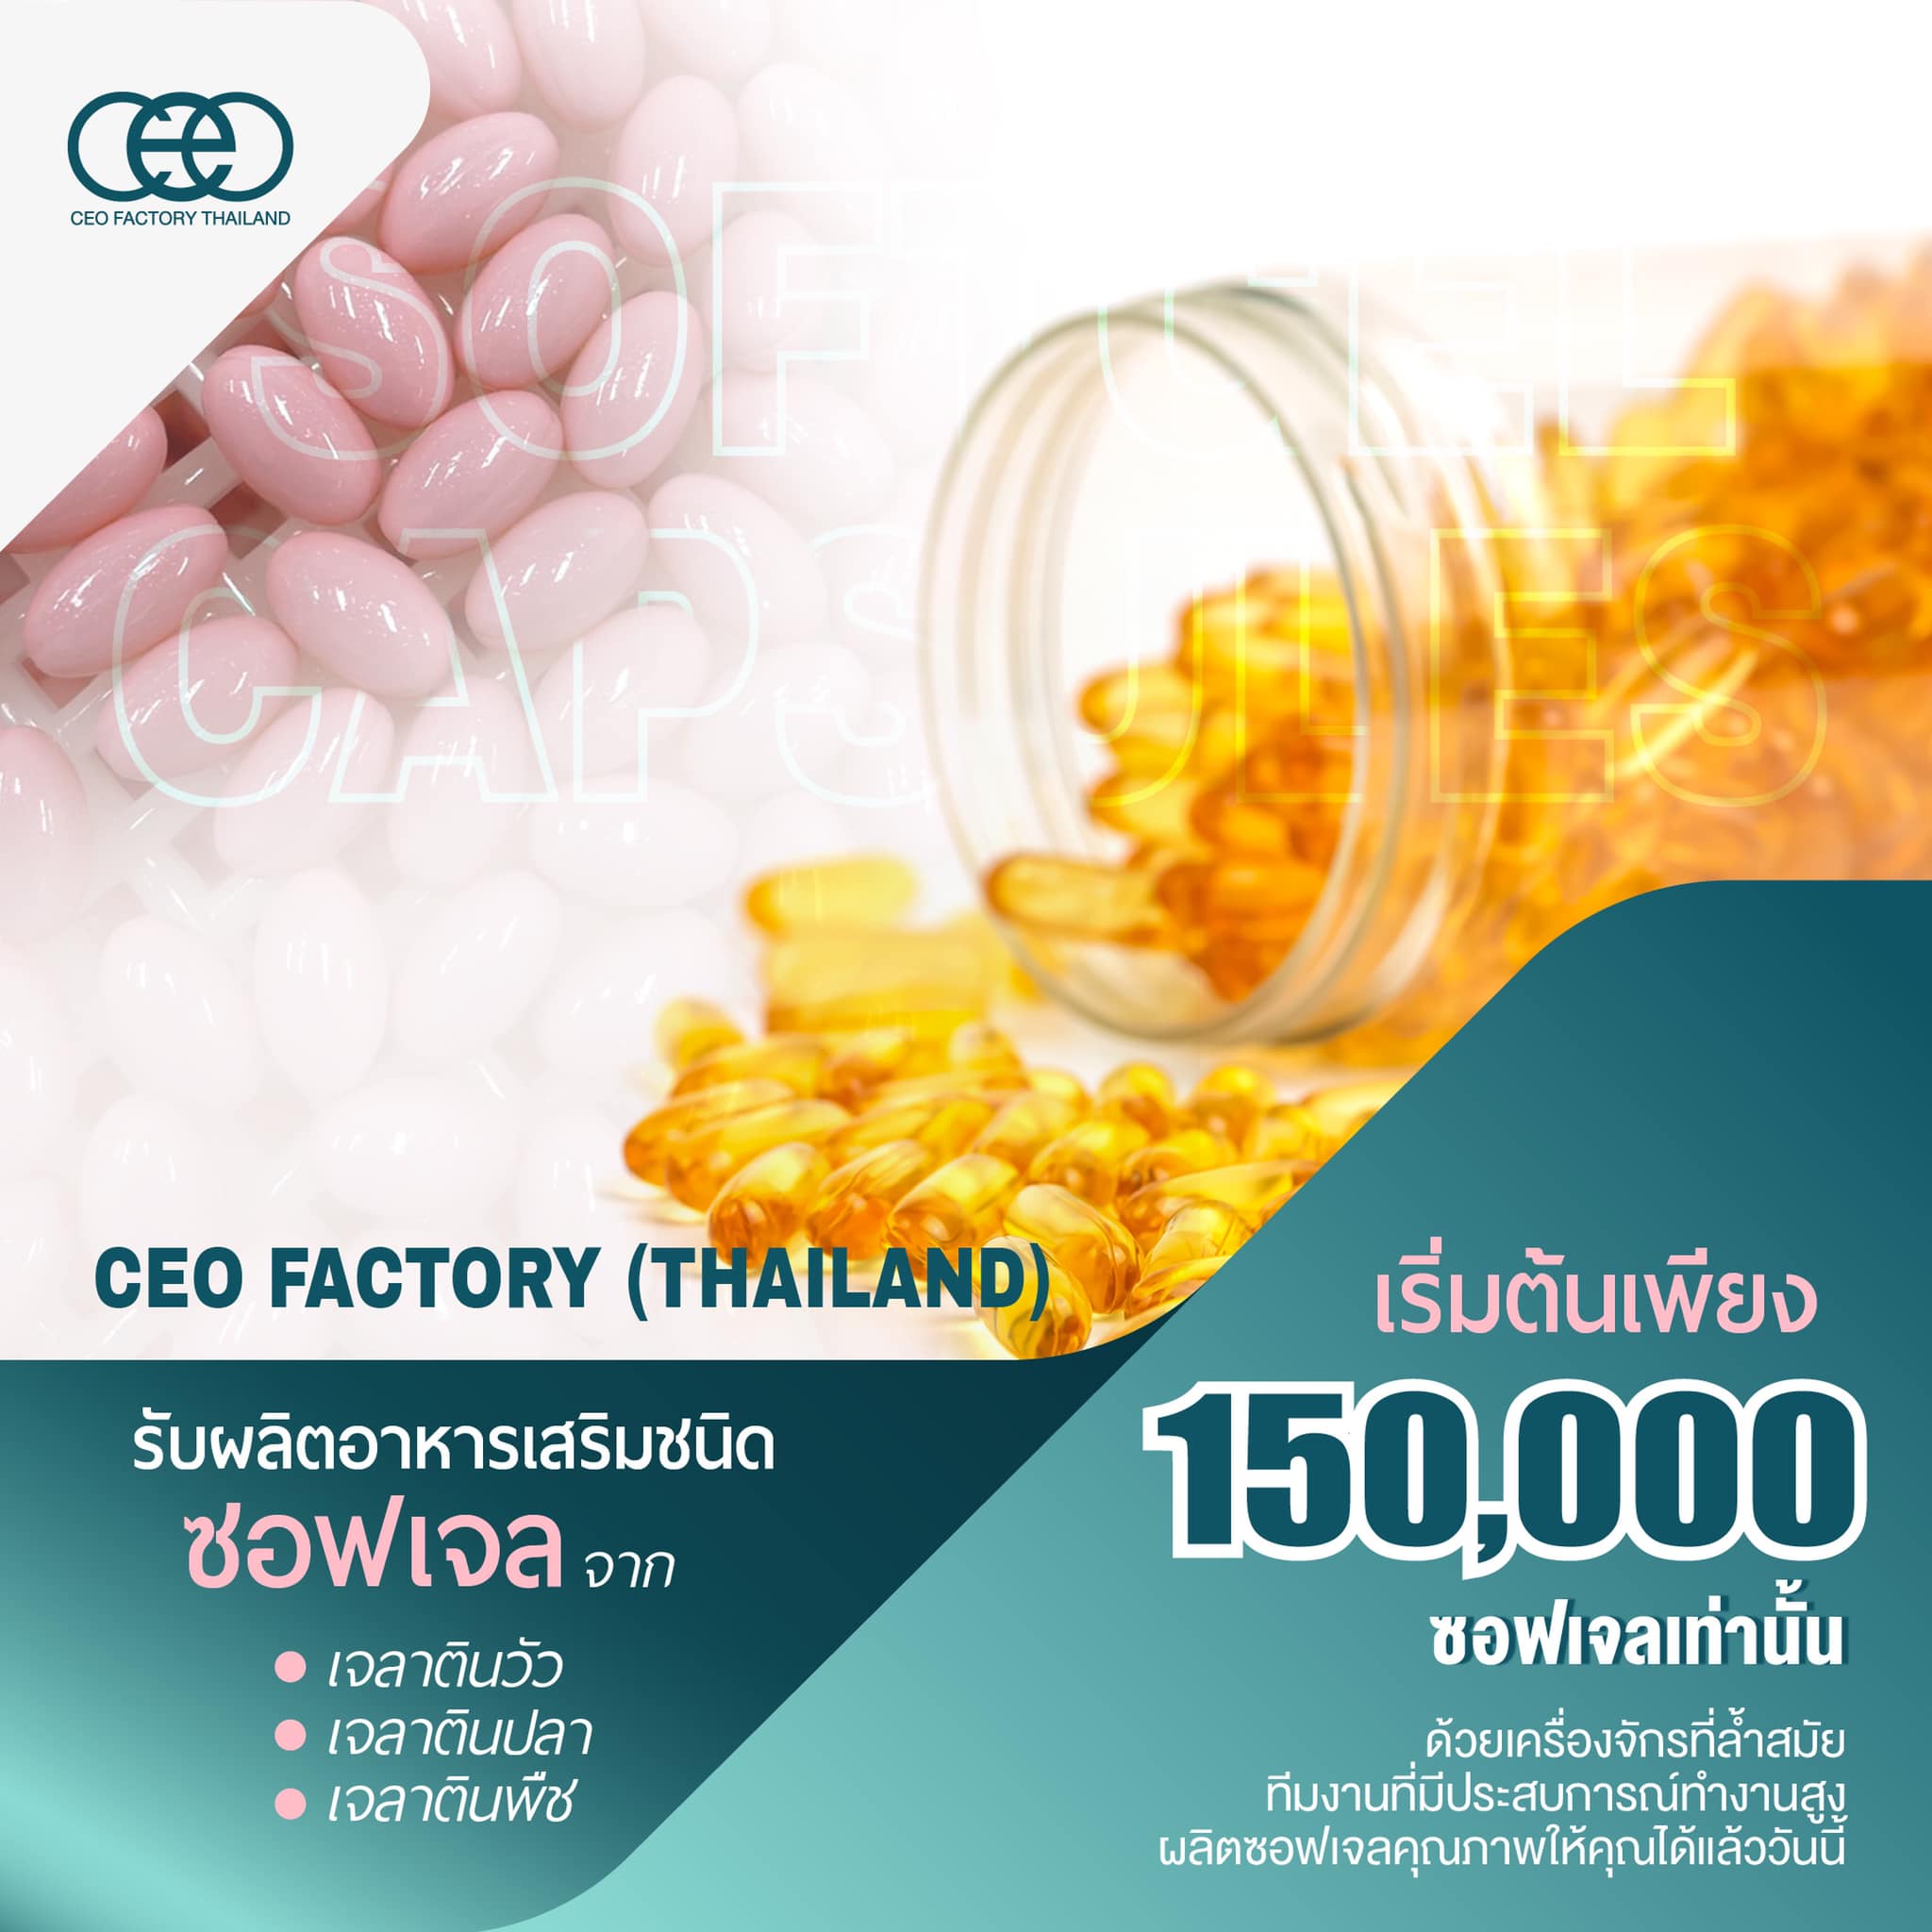 CEO
CEO FACTORY THAILAND
SOFTGEL
CAPSULES
CEO FACTORY (THAILAND)
รับผลิตอาหารเสริมชนิด
ซอฟเจล จาก
เจลาตินวัว
เจลาตินปลา
เจลาตินพืช
เริ่มต้นเพียง
150,000
ซอฟเจลเท่านั้น
ด้วยเครื่องจักรที่ล้ำสมัย
ทีมงานที่มีประสบการณ์ทำงานสูง
ผลิตซอฟเจลคุณภาพให้คุณได้แล้ววันนี้